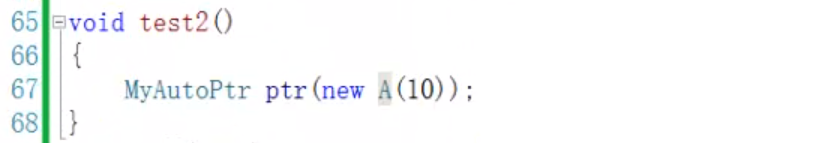 65 void test2()
66 {
67 MyAutoPtr ptr(new A(10));
68 }